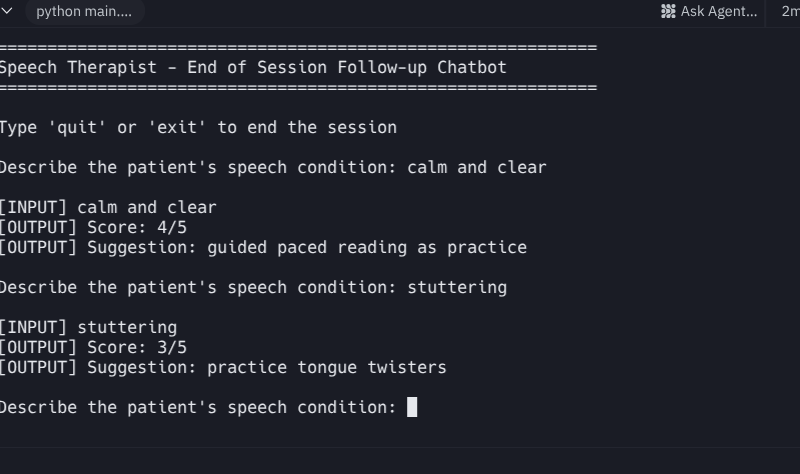 python main....
Ask Agent...
2m
============================================================
Speech Therapist - End of Session Follow-up Chatbot
============================================================
Type 'quit' or 'exit' to end the session
Describe the patient's speech condition: calm and clear
[INPUT] calm and clear
[OUTPUT] Score: 4/5
[OUTPUT] Suggestion: guided paced reading as practice
Describe the patient's speech condition: stuttering
[INPUT] stuttering
[OUTPUT] Score: 3/5
[OUTPUT] Suggestion: practice tongue twisters
Describe the patient's speech condition: